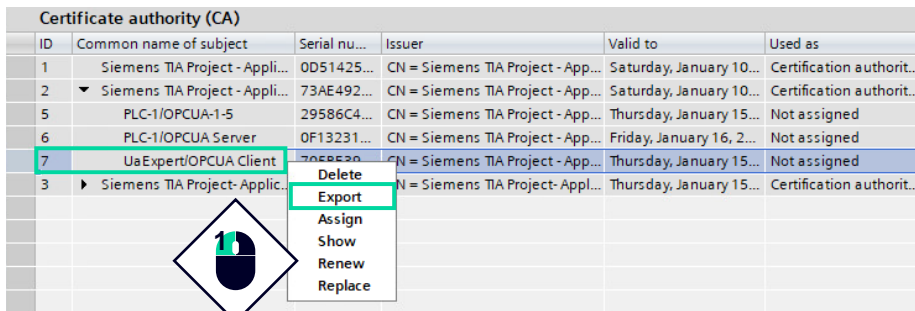 Certificate authority (CA)
ID Common name of subject Serial nu... Issuer Valid to Used as
1 Siemens TIA Project - Appli... 0D51425... CN = Siemens TIA Project - App... Saturday, January 10... Certification authorit...
2 Siemens TIA Project - Appli... 73AE492... CN = Siemens TIA Project - App... Saturday, January 10... Certification authorit...
5 PLC-1/OPCUA-1-5 29586C4... CN = Siemens TIA Project - App... Thursday, January 15... Not assigned
6 PLC-1/OPCUA Server 0F13231... CN = Siemens TIA Project - App... Friday, January 16, 2... Not assigned
7 UaExpert/OPCUA Client CN = Siemens TIA Project - App... Thursday, January 15... Not assigned
Delete
3 Siemens TIA Project- Applic... N = Siemens TIA Project- Appl... Thursday, January 15... Certification authorit...
Export
Assign
1
Show
Renew
Replace